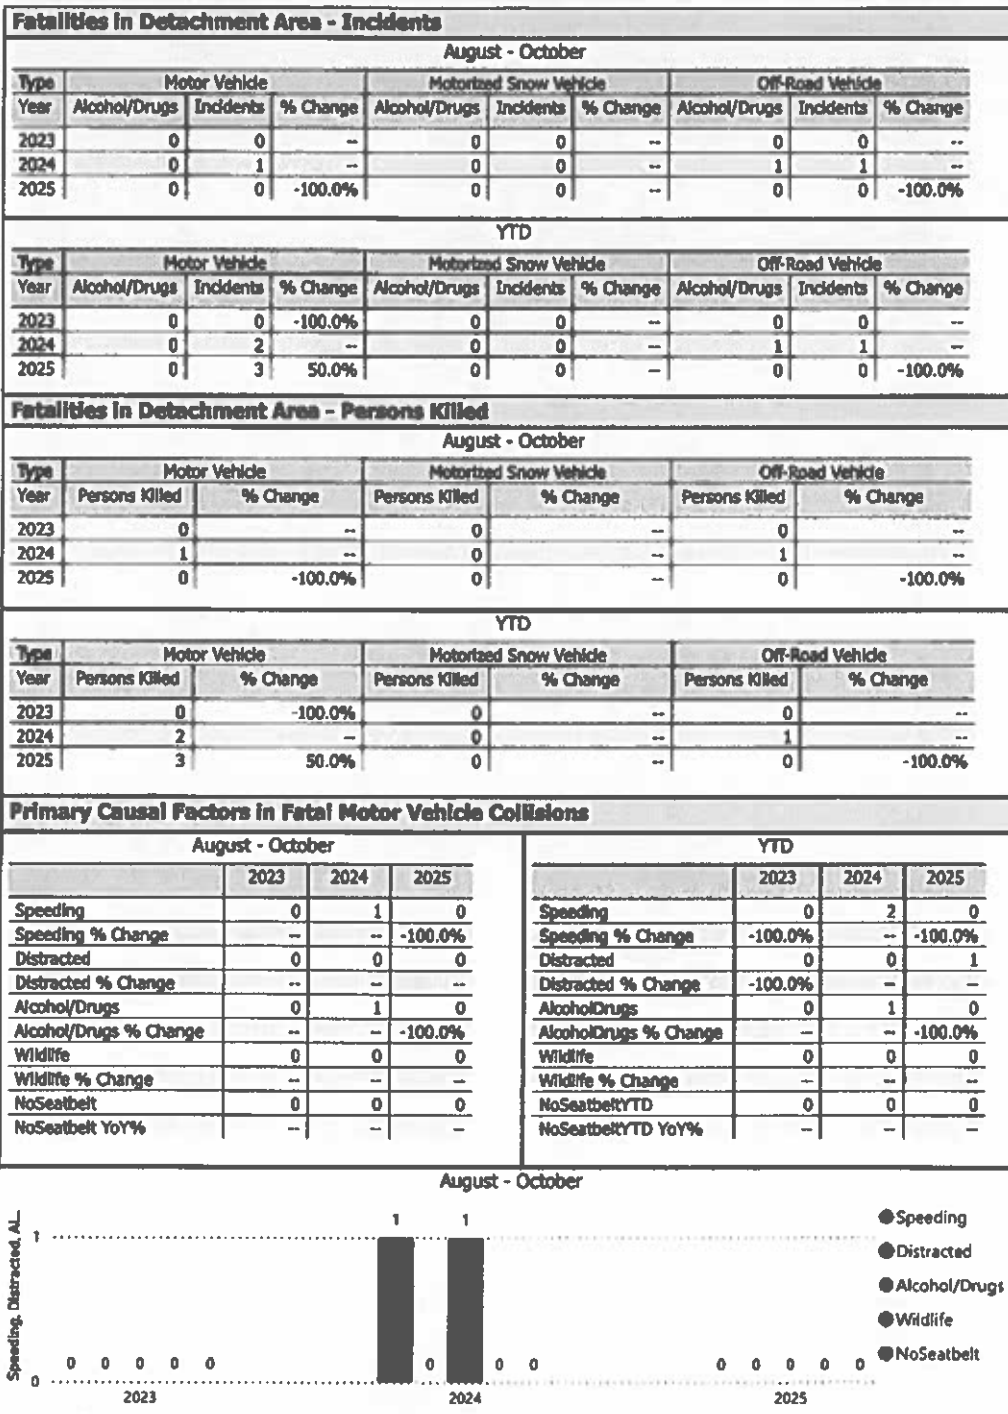 Fatalities in Detachment Area - Incidents
August - October
Type Motor Vehicle Motorized Snow Vehicle Off-Road Vehicle
Year Alcohol/Drugs Incidents % Change Alcohol/Drugs Incidents % Change Alcohol/Drugs Incidents % Change
2023 0 0 -- 0 0 -- 0 0 --
2024 0 1 -- 0 0 -- 1 1 --
2025 0 0 -100.0% 0 0 -- 0 0 -100.0%
YTD
Type Motor Vehicle Motorized Snow Vehicle Off-Road Vehicle
Year Alcohol/Drugs Incidents % Change Alcohol/Drugs Incidents % Change Alcohol/Drugs Incidents % Change
2023 0 0 -100.0% 0 0 -- 0 0 --
2024 0 2 -- 0 0 -- 1 1 --
2025 0 3 50.0% 0 0 -- 0 0 -100.0%
Fatalities in Detachment Area - Persons Killed
August - October
Type Motor Vehicle Motorized Snow Vehicle Off-Road Vehicle
Year Persons Killed % Change Persons Killed % Change Persons Killed % Change
2023 0 -- 0 -- 0 --
2024 1 -- 0 -- 1 --
2025 0 -100.0% 0 -- 0 -100.0%
YTD
Type Motor Vehicle Motorized Snow Vehicle Off-Road Vehicle
Year Persons Killed % Change Persons Killed % Change Persons Killed % Change
2023 0 -100.0% 0 -- 0 --
2024 2 -- 0 -- 1 --
2025 3 50.0% 0 -- 0 -100.0%
Primary Causal Factors in Fatal Motor Vehicle Collisions
August - October
2023 2024 2025
Speeding 0 1 0
Speeding % Change -- -- -100.0%
Distracted 0 0 0
Distracted % Change -- -- --
Alcohol/Drugs 0 1 0
Alcohol/Drugs % Change -- -- -100.0%
Wildlife 0 0 0
Wildlife % Change -- -- --
NoSeatbelt 0 0 0
NoSeatbelt YoY% -- -- --
YTD
2023 2024 2025
Speeding 0 2 0
Speeding % Change -100.0% -- -100.0%
Distracted 0 0 1
Distracted % Change -100.0% -- --
AlcoholDrugs 0 1 0
AlcoholDrugs % Change -- -- -100.0%
Wildlife 0 0 0
Wildlife % Change -- -- --
NoSeatbeltYTD 0 0 0
NoSeatbeltYTD YoY% -- -- --
August - October
Speeding, Distracted, Al...
1
0
0 0 0 0 0
1 0 1 0 0
0 0 0 0 0
2023 2024 2025
Speeding
Distracted
Alcohol/Drugs
Wildlife
NoSeatbelt